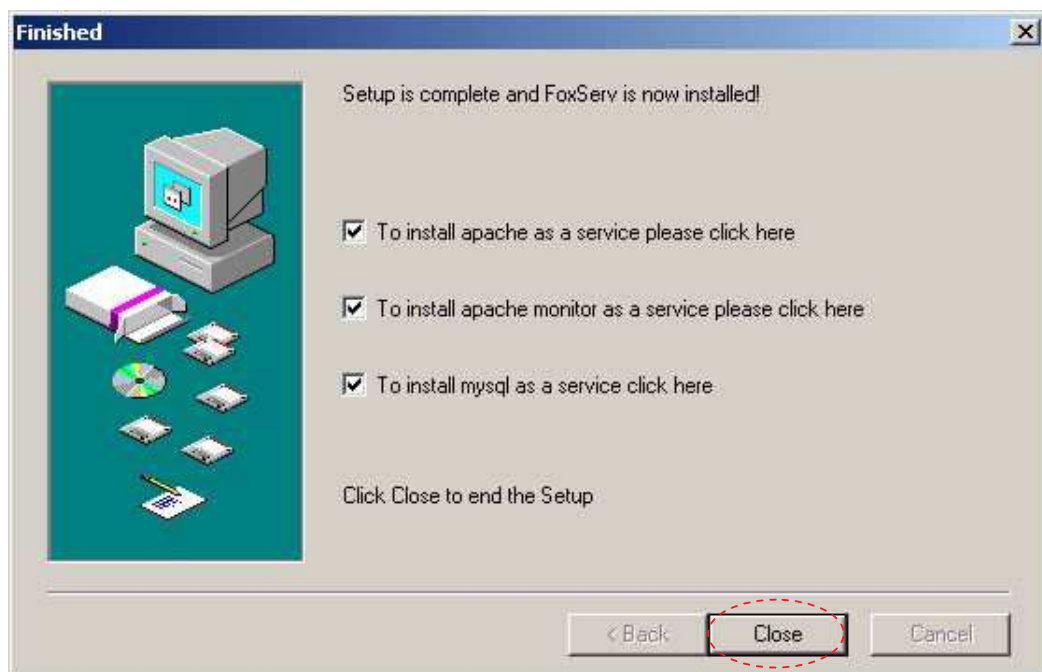 Finished
Setup is complete and FoxServ is now installed!
To install apache as a service please click here
To install apache monitor as a service please click here
To install mysql as a service click here
Click Close to end the Setup
< Back
Close
Cancel